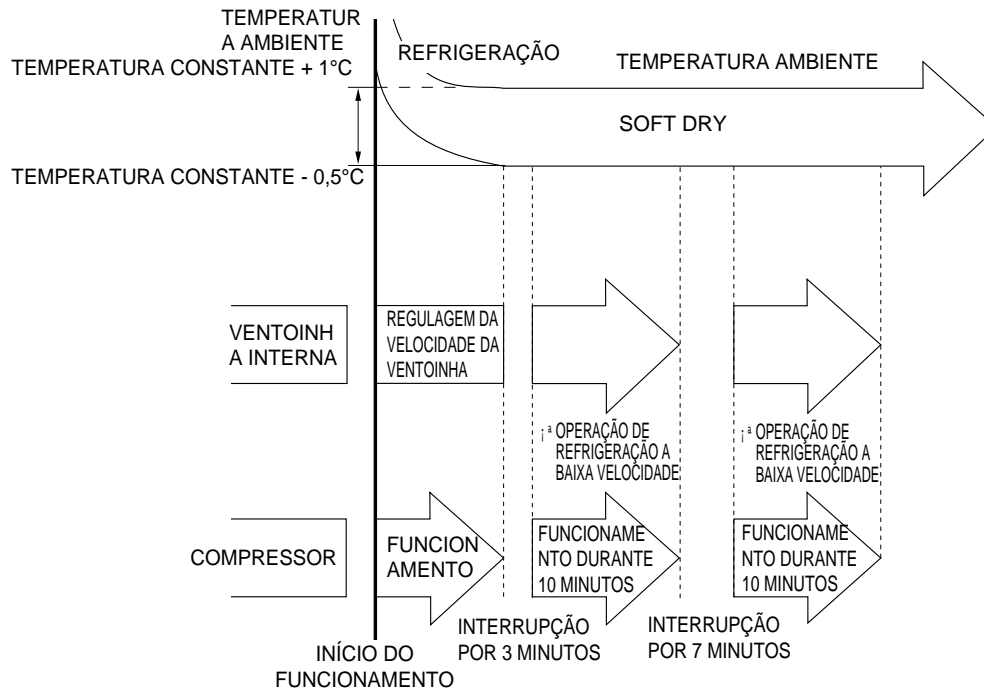 TEMPERATUR
A AMBIENTE
TEMPERATURA CONSTANTE + 1°C
REFRIGERAÇÃO
TEMPERATURA AMBIENTE
SOFT DRY
TEMPERATURA CONSTANTE - 0,5°C
VENTOINH
A INTERNA
REGULAGEM DA
VELOCIDADE DA
VENTOINHA
¡ª OPERAÇÃO DE
REFRIGERAÇÃO A
BAIXA VELOCIDADE
¡ª OPERAÇÃO DE
REFRIGERAÇÃO A
BAIXA VELOCIDADE
COMPRESSOR
FUNCION
AMENTO
FUNCIONAME
NTO DURANTE
10 MINUTOS
FUNCIONAME
NTO DURANTE
10 MINUTOS
INÍCIO DO
FUNCIONAMENTO
INTERRUPÇÃO
POR 3 MINUTOS
INTERRUPÇÃO
POR 7 MINUTOS